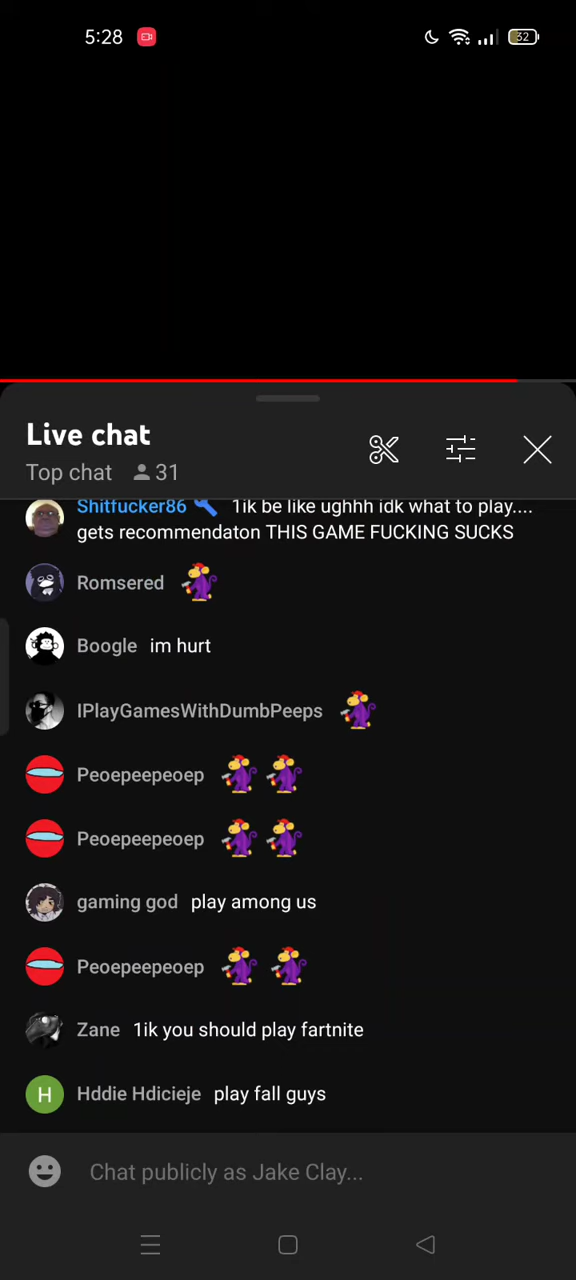 5:28
32
Live chat
Top chat 31
Shitfucker86 1ik be like ughhh idk what to play....
gets recommendaton THIS GAME FUCKING SUCKS
Romsered
Boogle im hurt
IPlayGamesWithDumbPeeps
Peoepeepeoep
Peoepeepeoep
gaming god play among us
Peoepeepeoep
Zane 1ik you should play fartnite
H Hddie Hdicieje play fall guys
Chat publicly as Jake Clay...